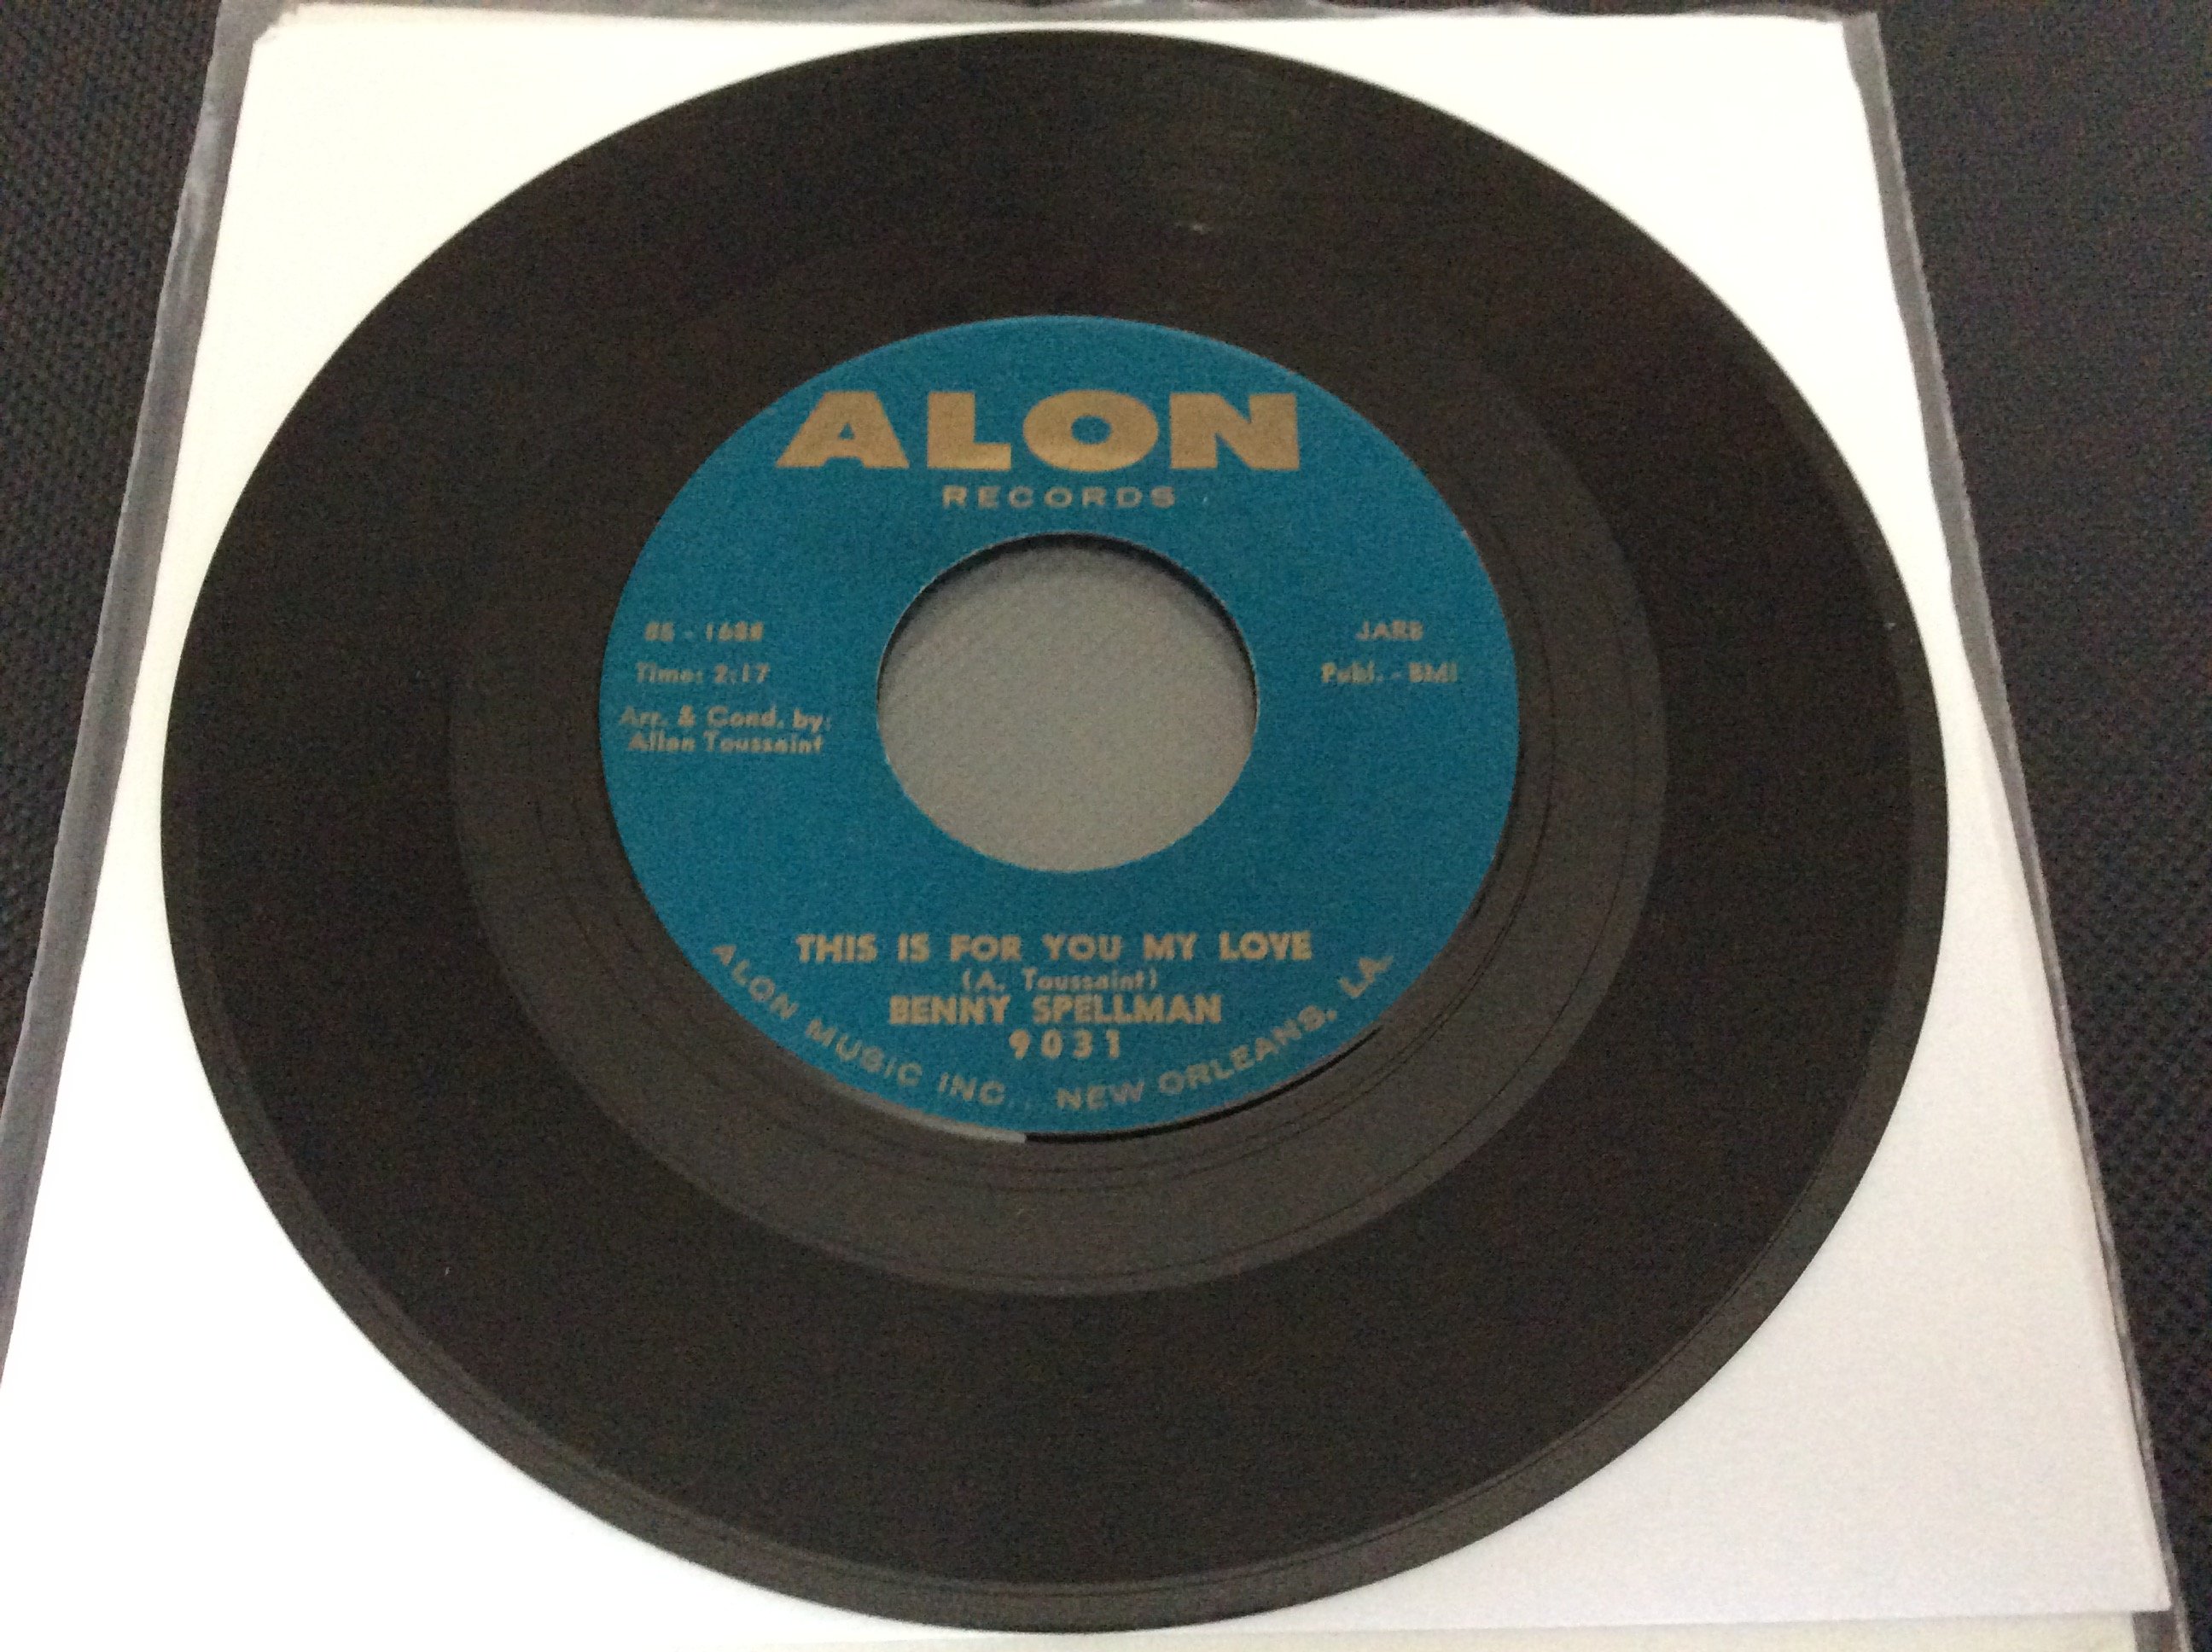 ALON
RECORDS
Time: 2:17
Arr. & Cond. by:
Allen Toussaint
JARB
Publ. - BMI
THIS IS FOR YOU MY LOVE
(A. Toussaint)
BENNY SPELLMAN
9031
ALON MUSIC INC., NEW ORLEANS, LA.